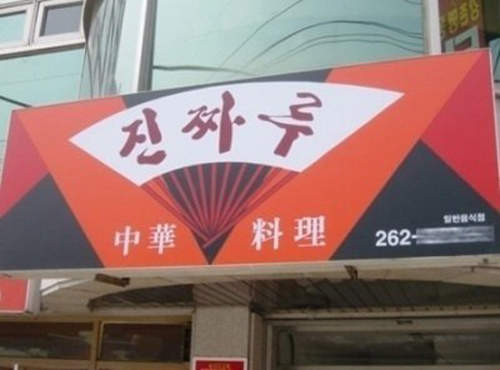 진짜루
中華 料理
일반음식점
262-